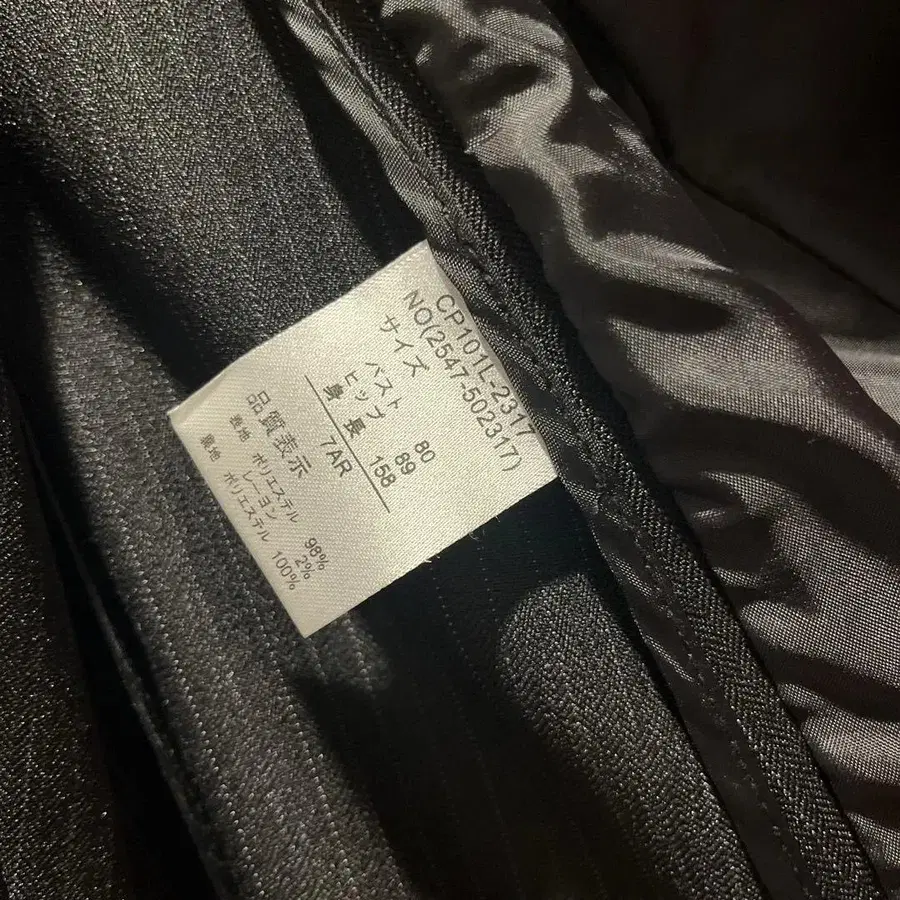 CP101L-2317
NO(2547-502317)
サイズ
バスト 80
ヒップ 89
身長 158
7AR
品質表示
表地 ポリエステル 98%
レーヨン 2%
裏地 ポリエステル 100%